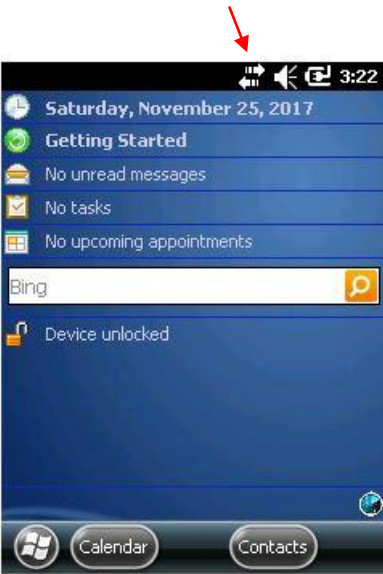 3:22
Saturday, November 25, 2017
Getting Started
No unread messages
No tasks
No upcoming appointments
Bing
Device unlocked
Calendar
Contacts